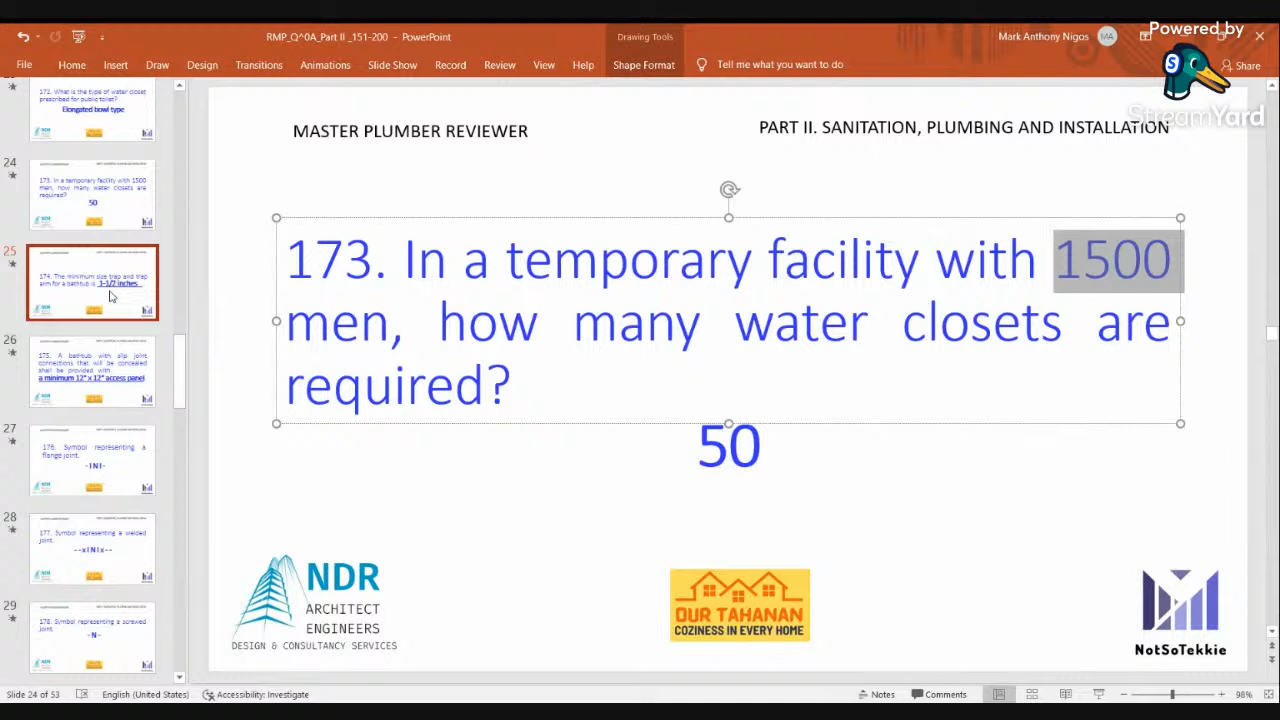 Powered by
StreamYard
RMP_Q^0A_Part II _151-200 - PowerPoint
Drawing Tools
Mark Anthony Nigos
MA
File Home Insert Draw Design Transitions Animations Slide Show Record Review View Help Shape Format Tell me what you want to do Share
172. What is the type of water closet
prescribed for public toilet?
Elongated bowl type
24
173. In a temporary facility with 1500
men, how many water closets are
required?
50
25
174. The minimum size trap and trap
arm for a bathtub is 1-1/2 inches
26
175. A bathtub with slip joint
connections that will be concealed
shall be provided with
a minimum 12" x 12" access panel
27
176. Symbol representing a
flange joint.
-INI-
28
177. Symbol representing a welded
joint.
--xINIx--
29
178. Symbol representing a screwed
joint.
-N-
MASTER PLUMBER REVIEWER
PART II. SANITATION, PLUMBING AND INSTALLATION
173. In a temporary facility with 1500
men, how many water closets are
required?
50
NDR
ARCHITECT
ENGINEERS
DESIGN & CONSULTANCY SERVICES
OUR TAHANAN
COZINESS IN EVERY HOME
NotSoTekkie
Slide 24 of 53 English (United States) Accessibility: Investigate Notes Comments 98%